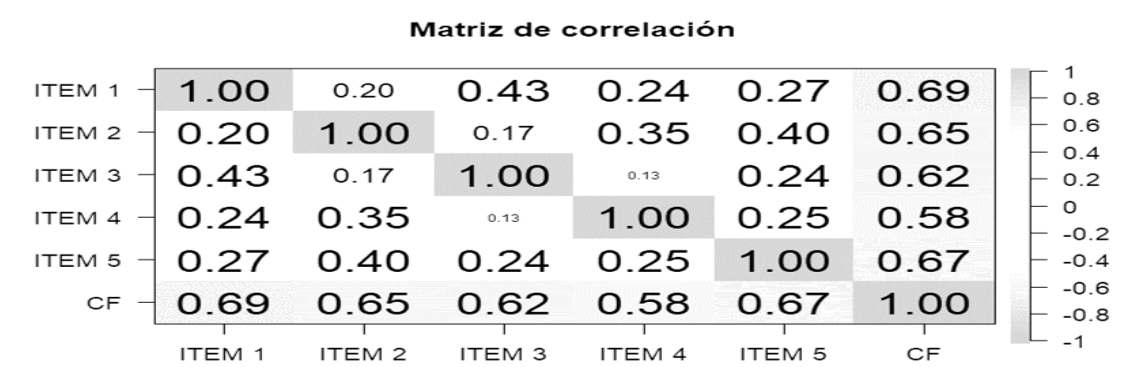 Matriz de correlación
ITEM 1 1.00 0.20 0.43 0.24 0.27 0.69
ITEM 2 0.20 1.00 0.17 0.35 0.40 0.65
ITEM 3 0.43 0.17 1.00 0.13 0.24 0.62
ITEM 4 0.24 0.35 0.13 1.00 0.25 0.58
ITEM 5 0.27 0.40 0.24 0.25 1.00 0.67
CF 0.69 0.65 0.62 0.58 0.67 1.00
ITEM 1 ITEM 2 ITEM 3 ITEM 4 ITEM 5 CF
1
0.8
0.6
0.4
0.2
0
-0.2
-0.4
-0.6
-0.8
-1